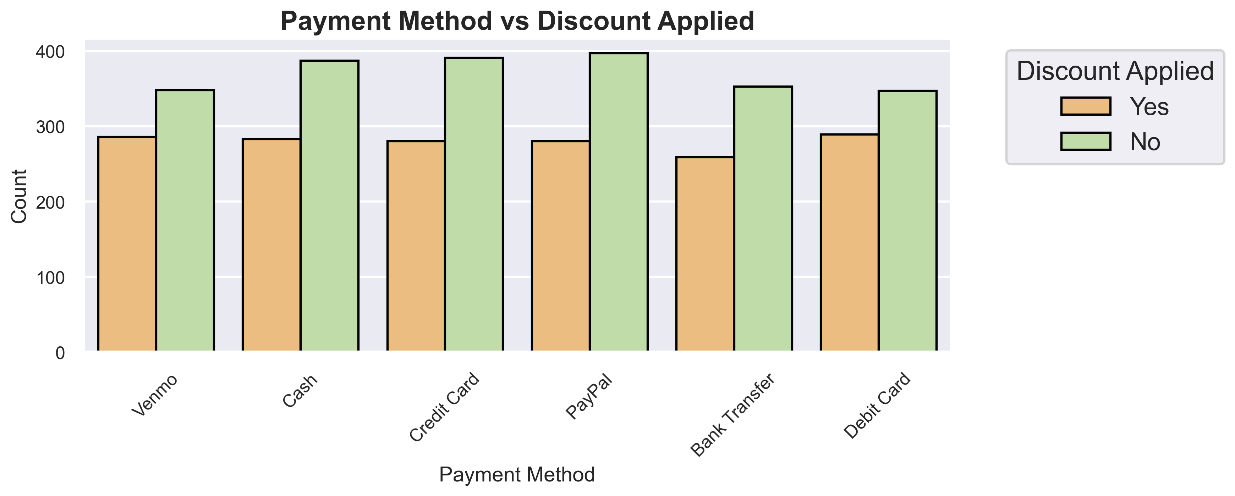 Payment Method vs Discount Applied
Count
400
300
200
100
0
Venmo
Cash
Credit Card
PayPal
Bank Transfer
Debit Card
Payment Method
Discount Applied
Yes
No